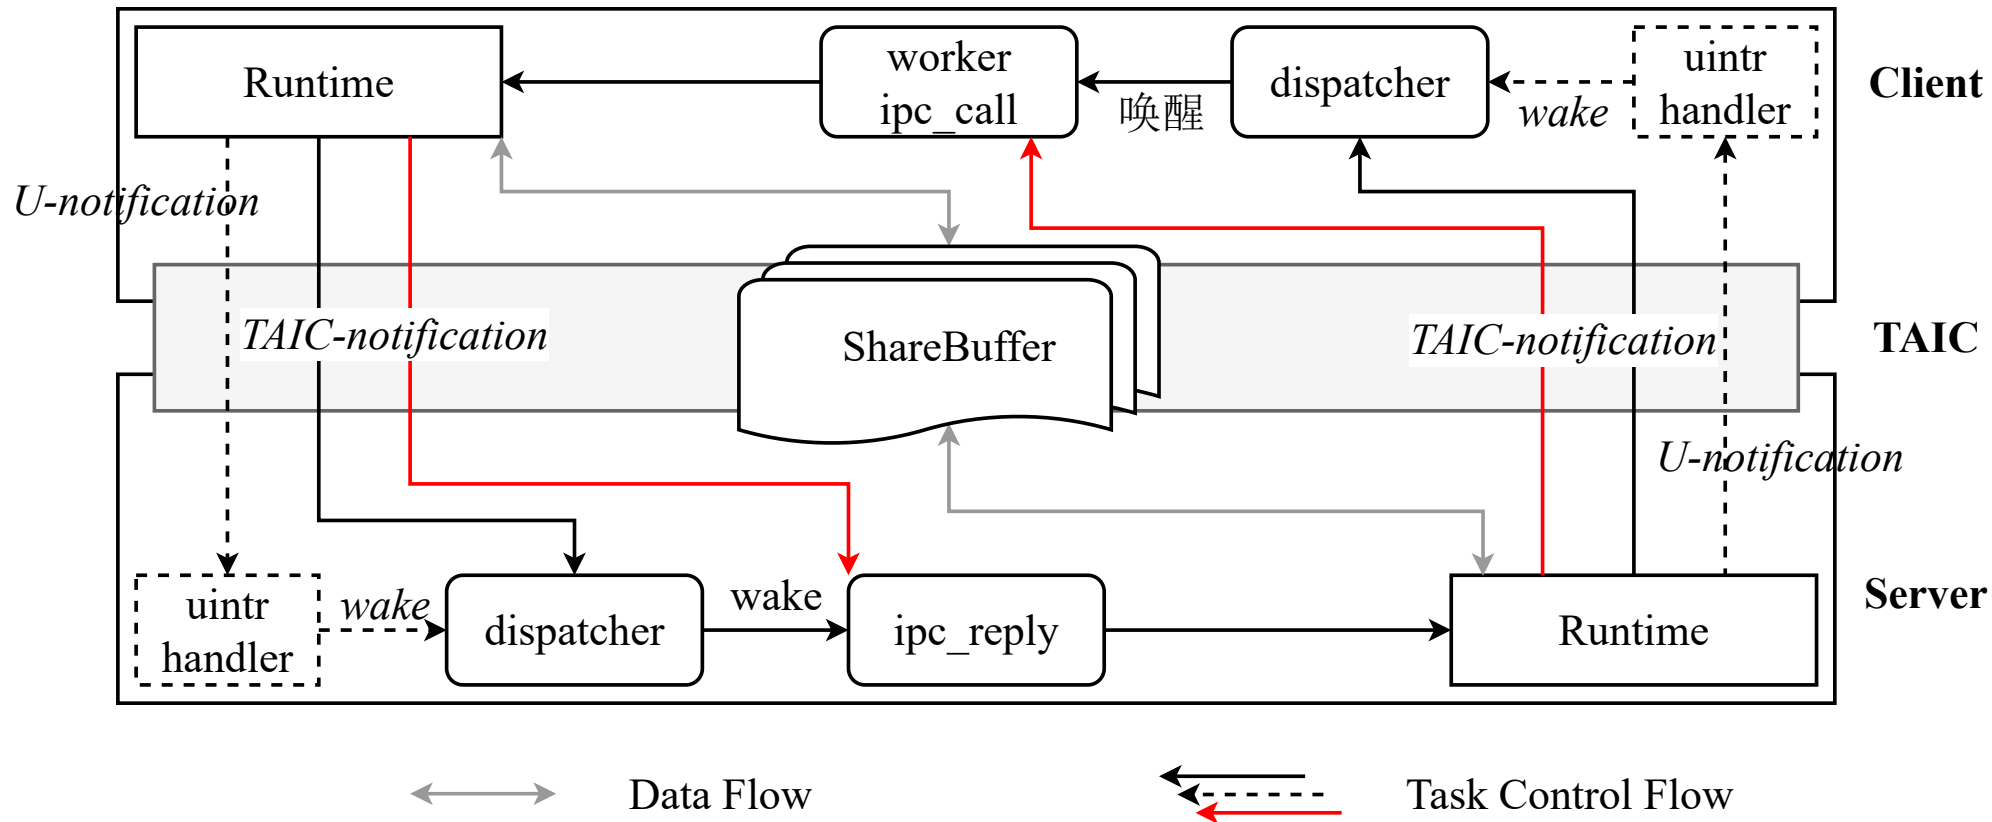 Runtime
worker
ipc_call
唤醒
dispatcher
wake
uintr
handler
Client
U-notification
TAIC-notification
ShareBuffer
TAIC-notification
TAIC
U-notification
uintr
handler
wake
dispatcher
wake
ipc_reply
Runtime
Server
Data Flow
Task Control Flow